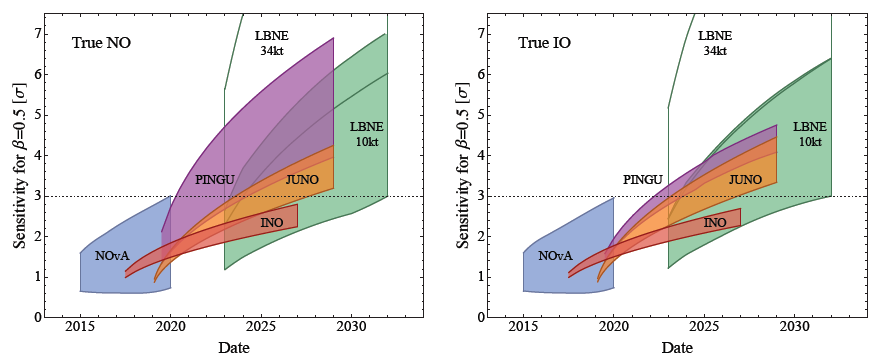 True NO
LBNE
34kt
LBNE
10kt
PINGU
JUNO
INO
NOνA
Sensitivity for β=0.5 [σ]
7
6
5
4
3
2
1
0
2015
2020
2025
2030
Date
True IO
LBNE
34kt
LBNE
10kt
PINGU
JUNO
INO
NOνA
Sensitivity for β=0.5 [σ]
7
6
5
4
3
2
1
0
2015
2020
2025
2030
Date